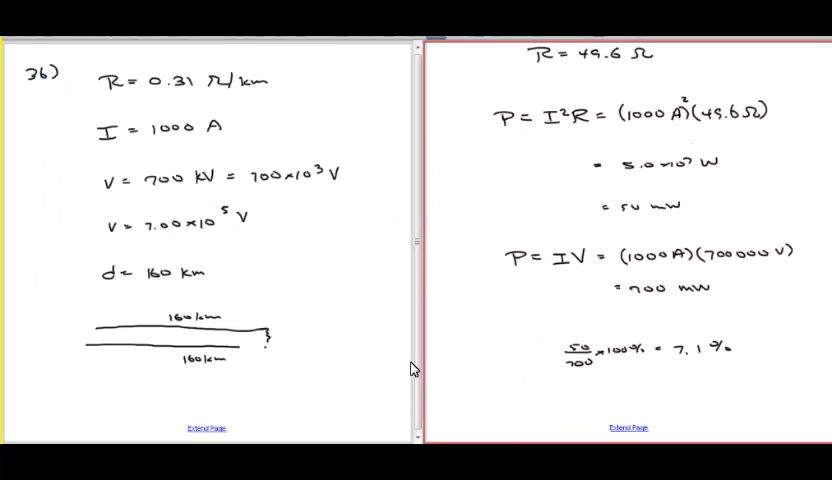 36)
R = 0.31 Ω/km
I = 1000 A
V = 700 kV = 700×10³ V
V = 7.00×10⁵ V
d = 160 km
160 km
160 km
Extend Page
R = 49.6 Ω
P = I²R = (1000 A)²(49.6 Ω)
= 5.0×10⁷ W
= 50 mW
P = IV = (1000 A)(700000 V)
= 700 mW
50/700 × 100% = 7.1 %
Extend Page